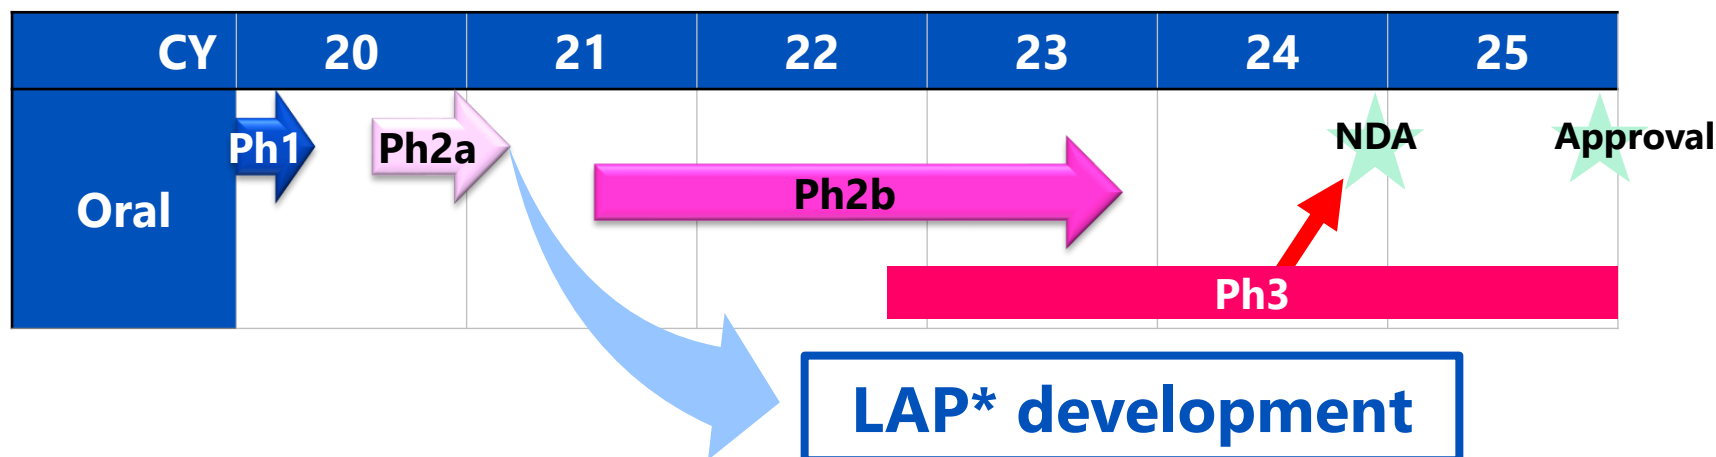 CY 20 21 22 23 24 25
Oral
Ph1
Ph2a
Ph2b
NDA
Approval
Ph3
LAP* development